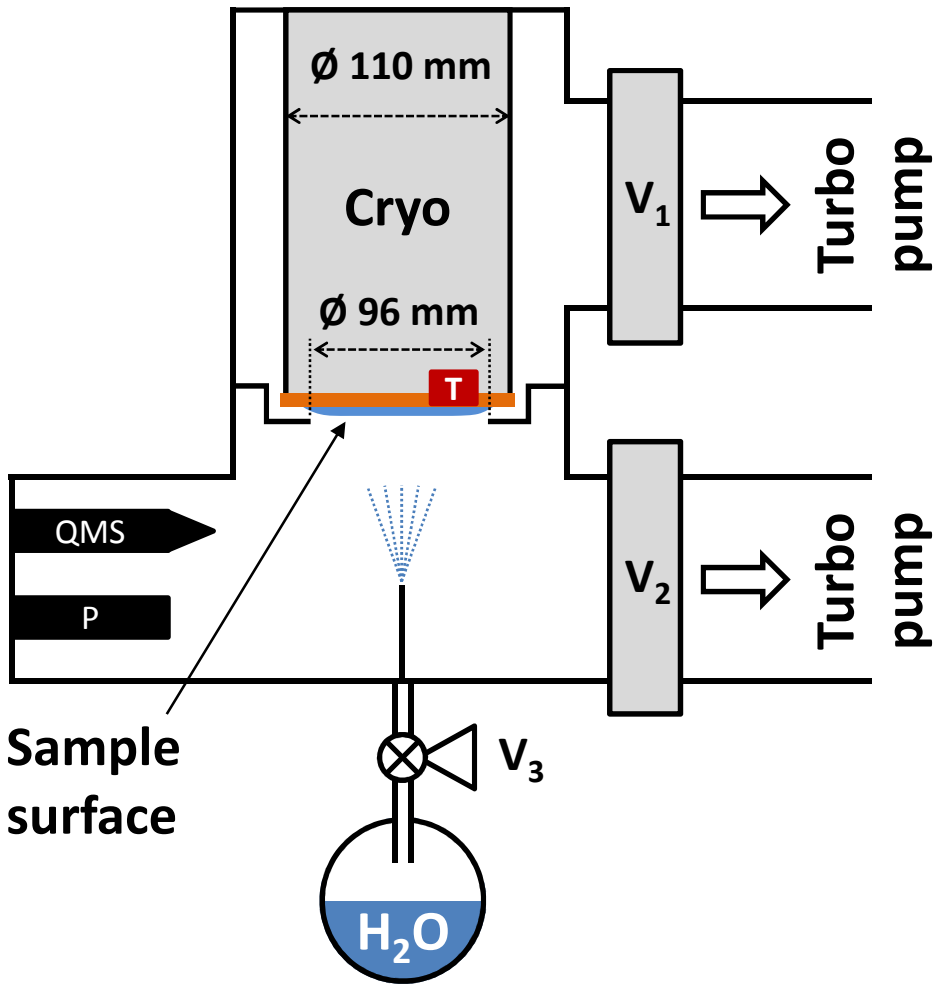 Ø 110 mm
Cryo
Ø 96 mm
T
V₁
Turbo
pump
QMS
P
V₂
Turbo
pump
Sample
surface
V₃
H₂O